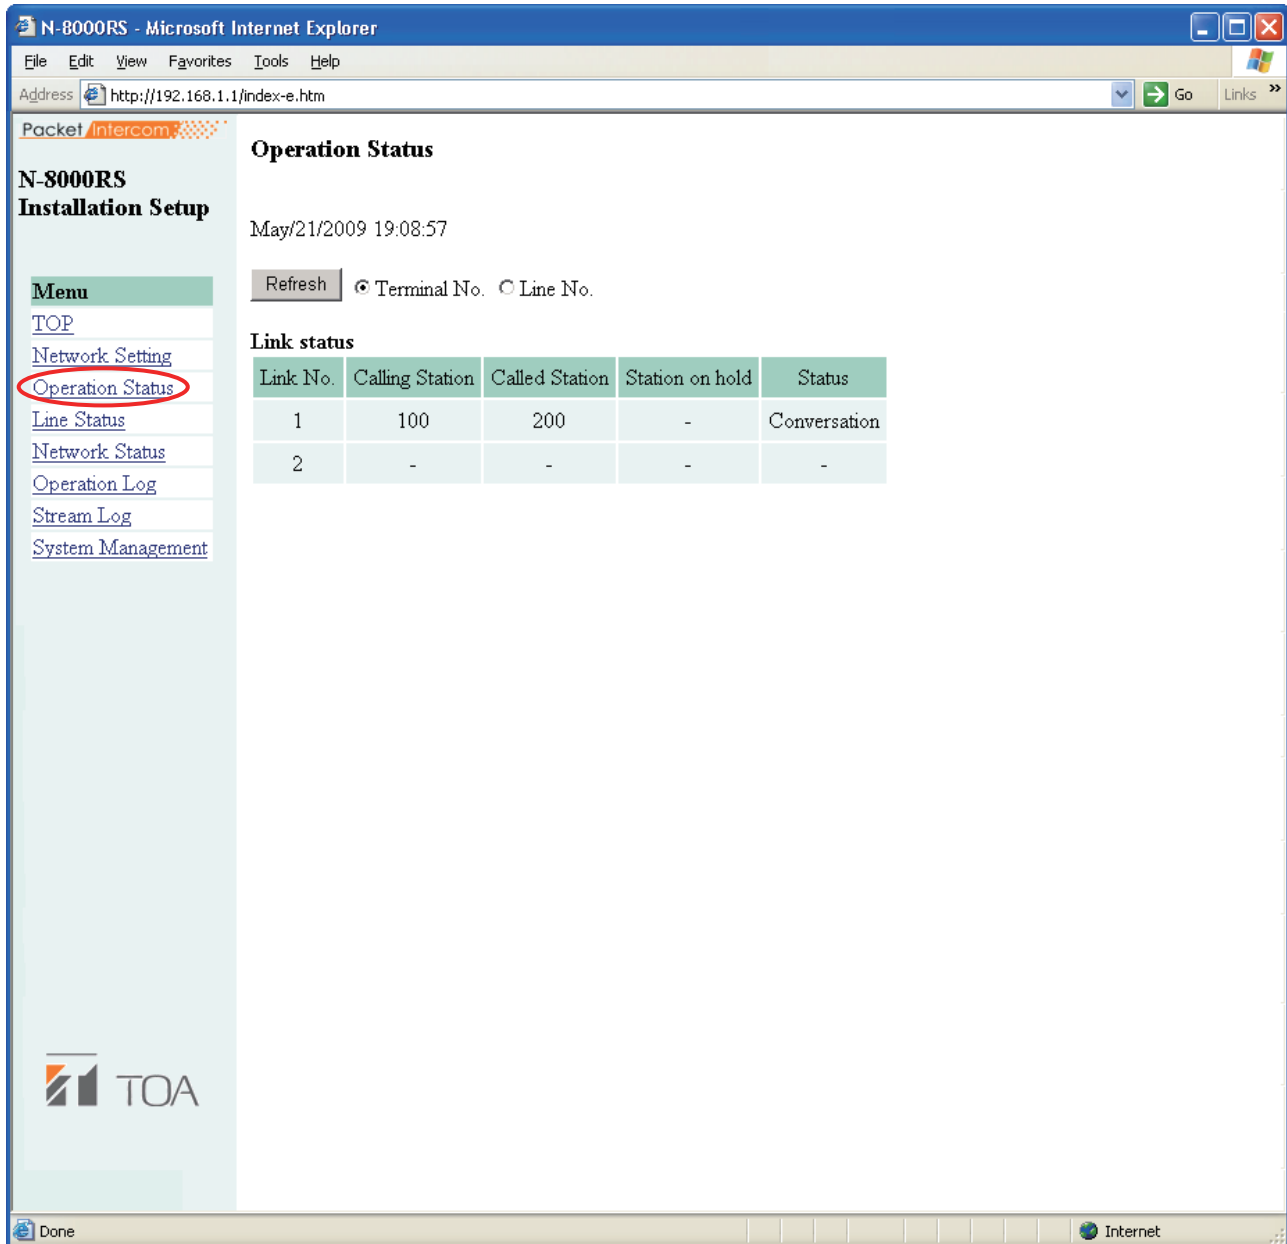 N-8000RS - Microsoft Internet Explorer
File Edit View Favorites Tools Help
Address http://192.168.1.1/index-e.htm Go Links »
Packet Intercom
N-8000RS
Installation Setup
Menu
TOP
Network Setting
Operation Status
Line Status
Network Status
Operation Log
Stream Log
System Management
TOA
Operation Status
May/21/2009 19:08:57
Refresh Terminal No. Line No.
Link status
Link No. Calling Station Called Station Station on hold Status
1 100 200 - Conversation
2 - - - -
Done Internet